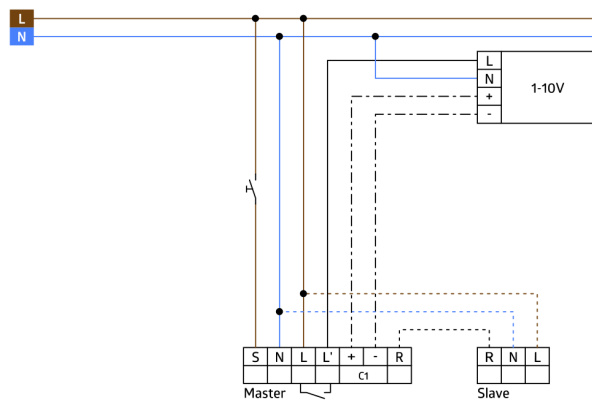 L
N
L
N
+
-
1-10V
S N L L' + - R
C1
Master
R N L
Slave